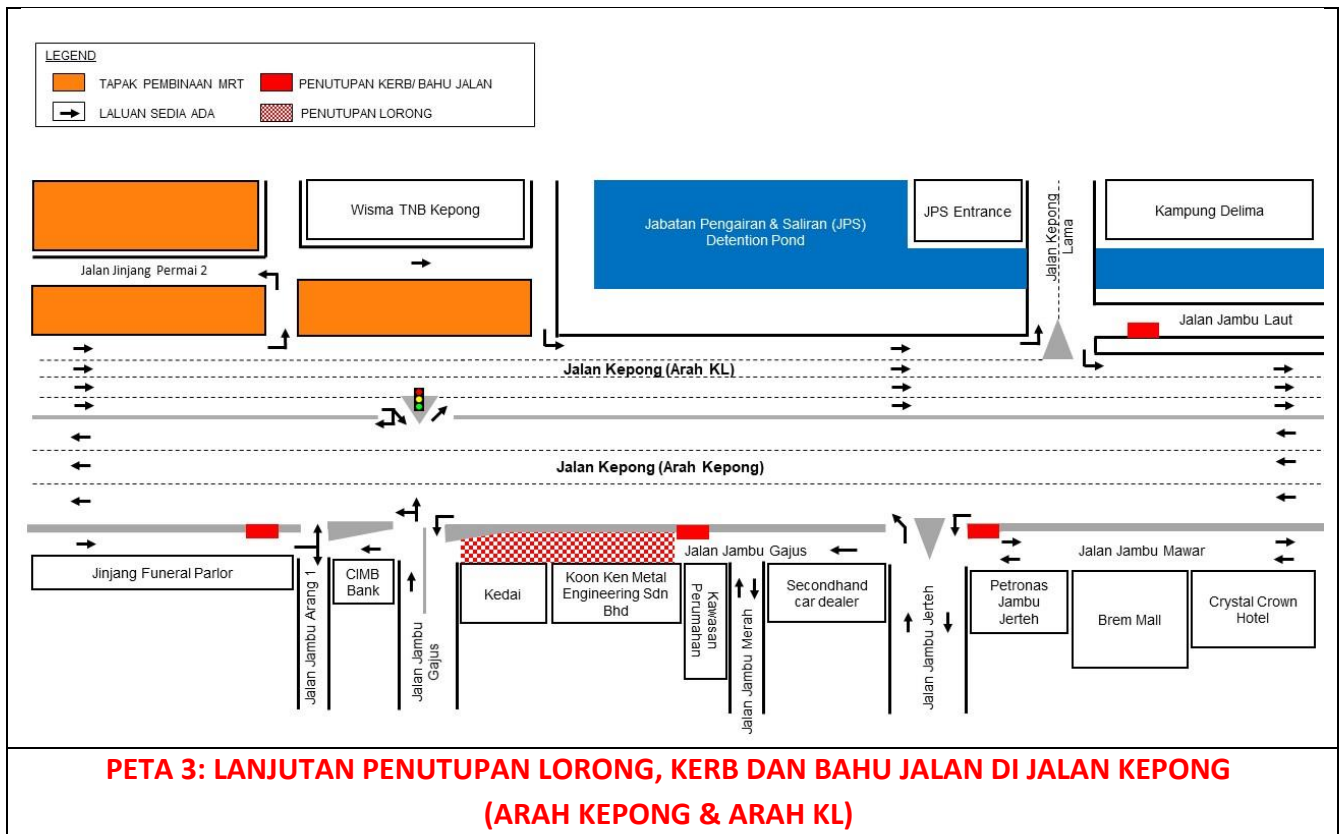 LEGEND
TAPAK PEMBINAAN MRT
PENUTUPAN KERB/ BAHU JALAN
LALUAN SEDIA ADA
PENUTUPAN LORONG
Wisma TNB Kepong
Jabatan Pengairan & Saliran (JPS)
Detention Pond
JPS Entrance
Jalan Kepong
Lama
Kampung Delima
Jalan Jinjang Permai 2
Jalan Jambu Laut
Jalan Kepong (Arah KL)
Jalan Kepong (Arah Kepong)
Jinjang Funeral Parlor
Jalan Jambu Arang 1
CIMB
Bank
Jalan Jambu
Gajus
Kedai
Koon Ken Metal
Engineering Sdn
Bhd
Kawasan
Perumahan
Jalan Jambu Gajus
Jalan Jambu Merah
Secondhand
car dealer
Jalan Jambu Jerteh
Jalan Jambu Mawar
Petronas
Jambu
Jerteh
Brem Mall
Crystal Crown
Hotel
PETA 3: LANJUTAN PENUTUPAN LORONG, KERB DAN BAHU JALAN DI JALAN KEPONG
(ARAH KEPONG & ARAH KL)